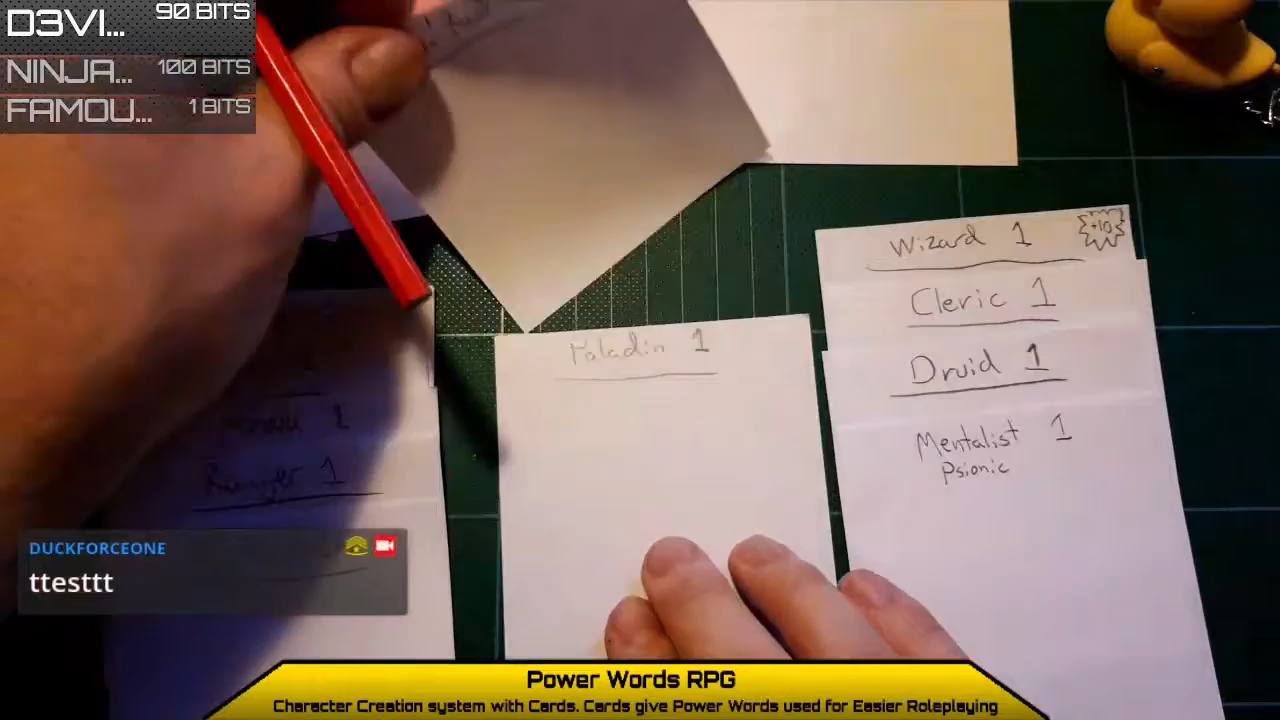 D3VI... 90 BITS
NINJA... 100 BITS
FAMOU... 1 BITS
Wizard 1 +10
Cleric 1
Paladin 1
Druid 1
Mentalist 1
Psionic
Ranger 1
DUCKFORCEONE
ttesttt
Power Words RPG
Character Creation system with Cards. Cards give Power Words used for Easier Roleplaying